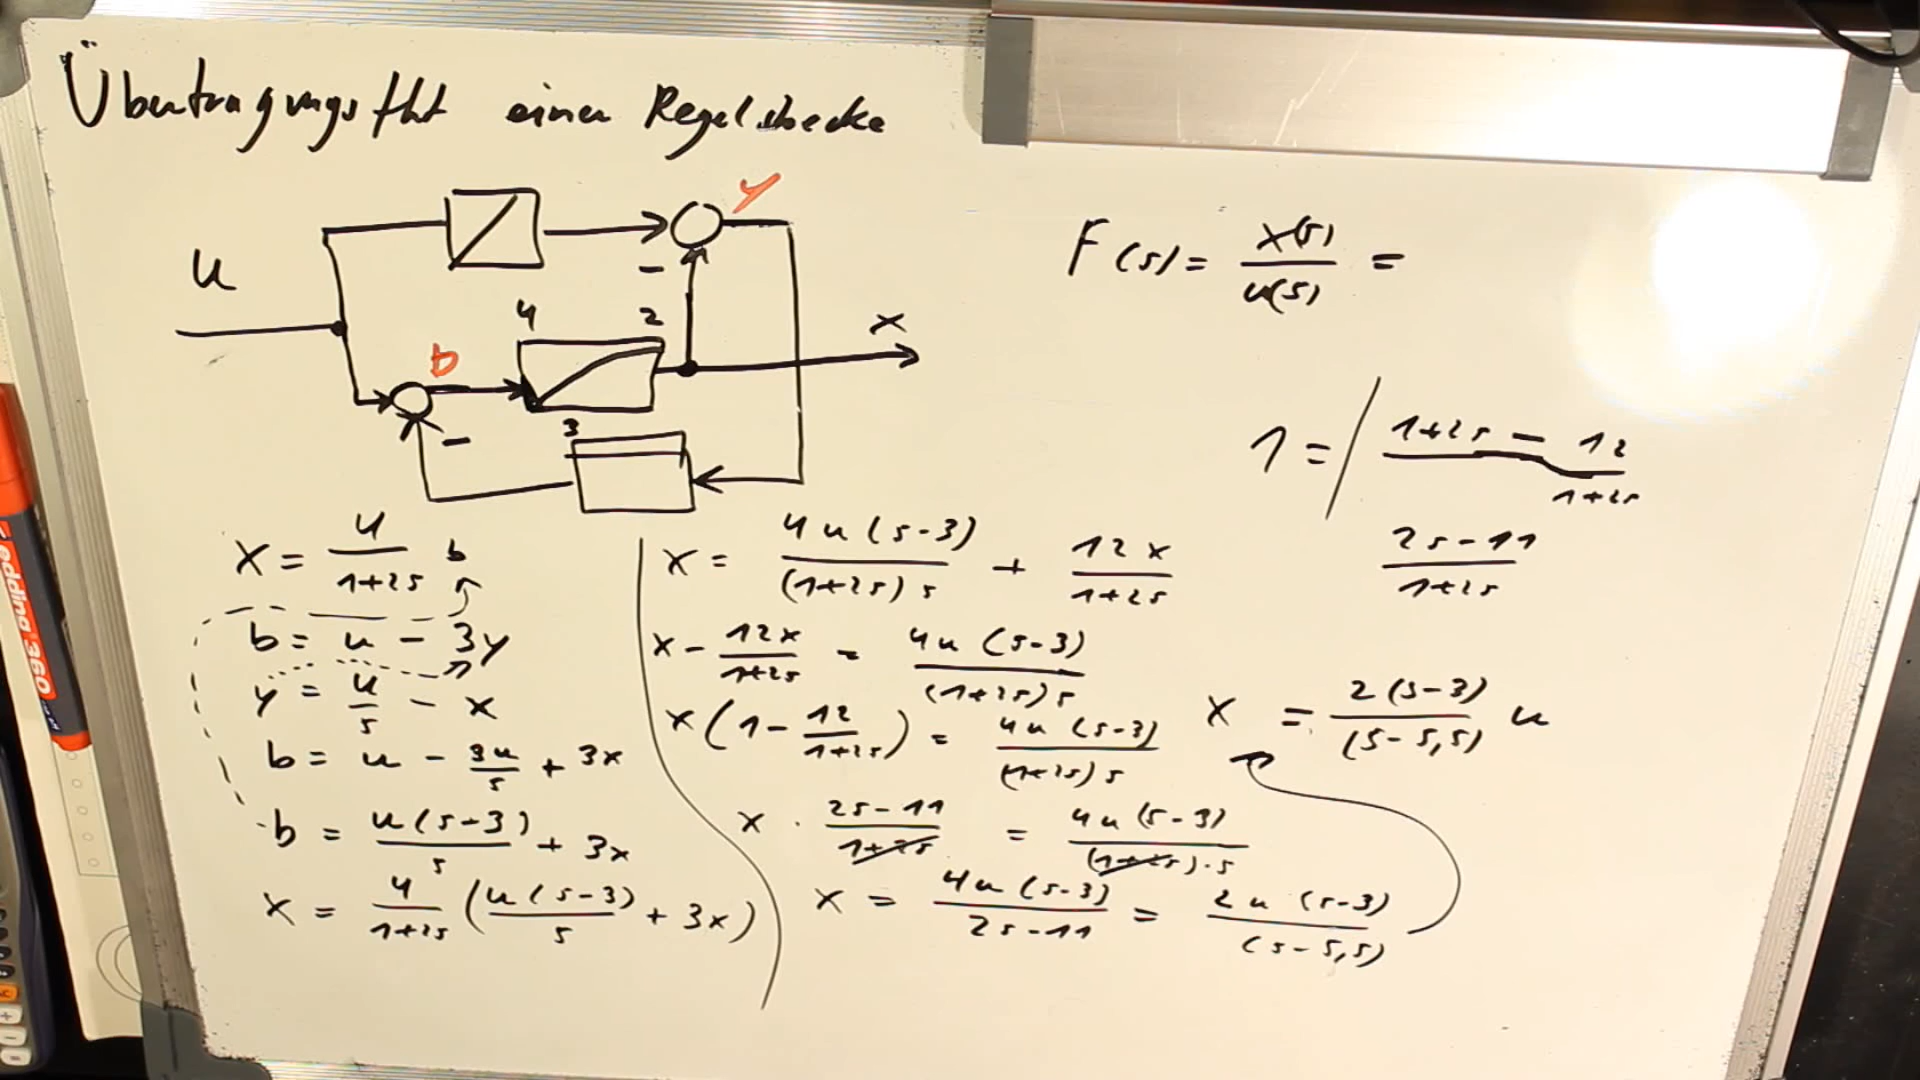 Übertragungsfkt einer Regelstrecke
y
u
4 2
x
b
-
-
3
F(s) = x(s)/u(s) =
1 = / 1+2s - 12 / 1+2s
2s-11 / 1+2s
x = 4/(1+2s) b
b = u - 3y
y = u/s - x
b = u - 3u/s + 3x
b = u(s-3)/s + 3x
x = 4/(1+2s) (u(s-3)/s + 3x)
x = 4u(s-3)/((1+2s)s) + 12x/(1+2s)
x - 12x/(1+2s) = 4u(s-3)/((1+2s)s)
x(1 - 12/(1+2s)) = 4u(s-3)/((1+2s)s)
x · (2s-11)/(1+2s) = 4u(s-3)/((1+2s)·s)
x = 4u(s-3)/(2s-11) = 2u(s-3)/(s-5,5)
x = 2(s-3)/(s-5,5) u
edding 360